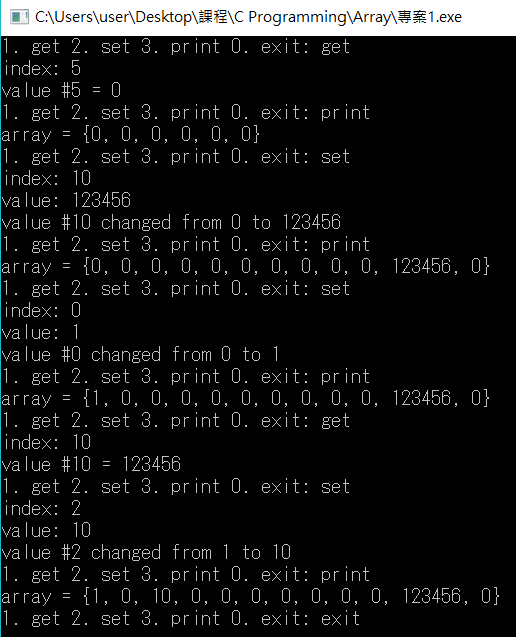 C:\Users\user\Desktop\課程\C Programming\Array\專案1.exe
1. get 2. set 3. print 0. exit: get
index: 5
value #5 = 0
1. get 2. set 3. print 0. exit: print
array = {0, 0, 0, 0, 0, 0}
1. get 2. set 3. print 0. exit: set
index: 10
value: 123456
value #10 changed from 0 to 123456
1. get 2. set 3. print 0. exit: print
array = {0, 0, 0, 0, 0, 0, 0, 0, 0, 0, 123456, 0}
1. get 2. set 3. print 0. exit: set
index: 0
value: 1
value #0 changed from 0 to 1
1. get 2. set 3. print 0. exit: print
array = {1, 0, 0, 0, 0, 0, 0, 0, 0, 0, 123456, 0}
1. get 2. set 3. print 0. exit: get
index: 10
value #10 = 123456
1. get 2. set 3. print 0. exit: set
index: 2
value: 10
value #2 changed from 1 to 10
1. get 2. set 3. print 0. exit: print
array = {1, 0, 10, 0, 0, 0, 0, 0, 0, 0, 123456, 0}
1. get 2. set 3. print 0. exit: exit